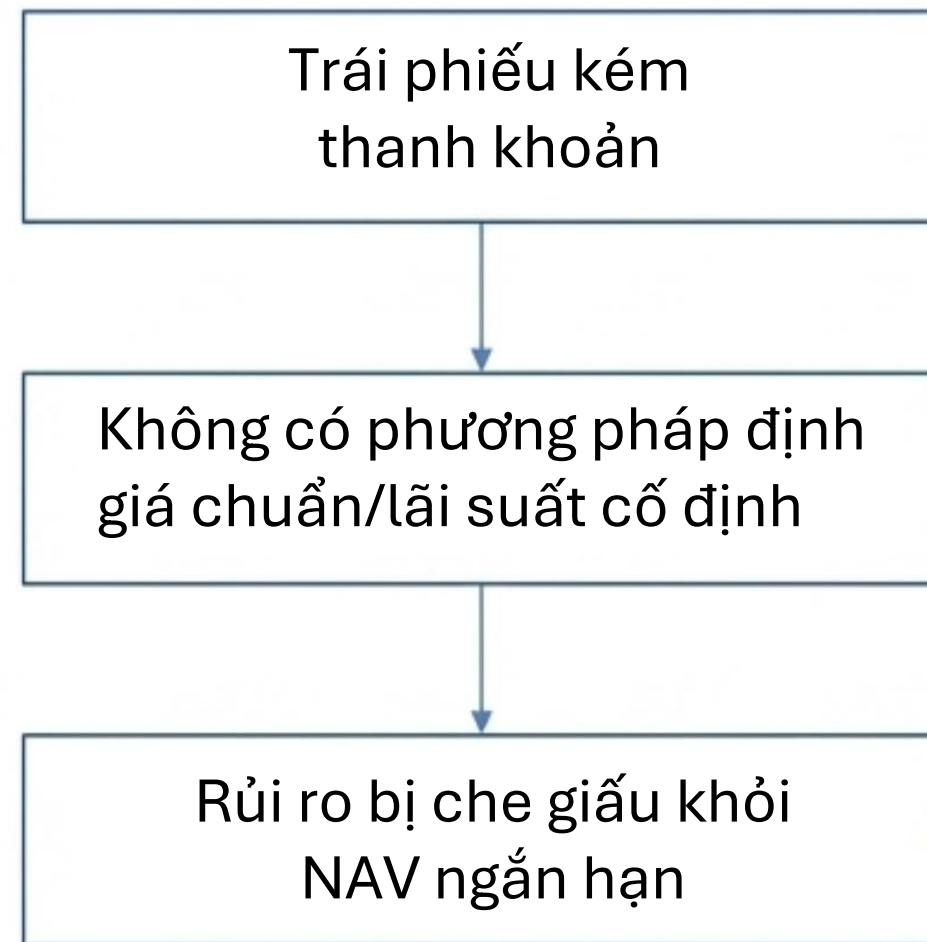 Trái phiếu kém
thanh khoản
Không có phương pháp định
giá chuẩn/lãi suất cố định
Rủi ro bị che giấu khỏi
NAV ngắn hạn